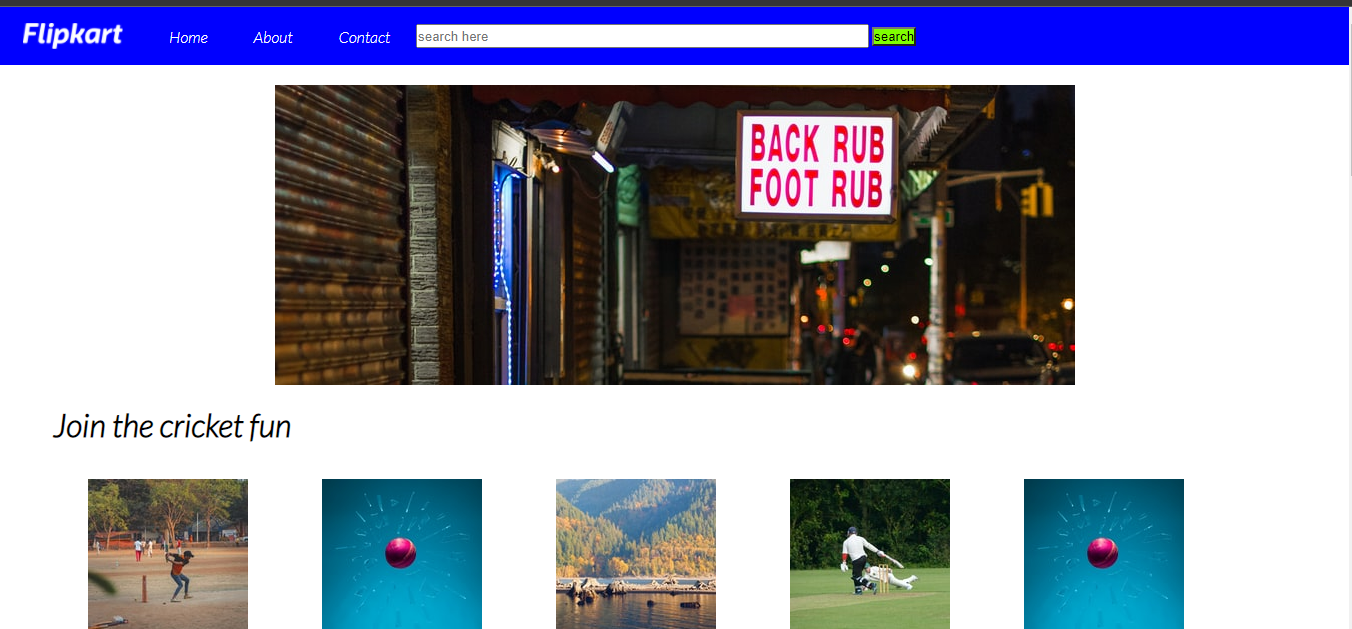 Flipkart
Home
About
Contact
search here
search
BACK RUB
FOOT RUB
Join the cricket fun